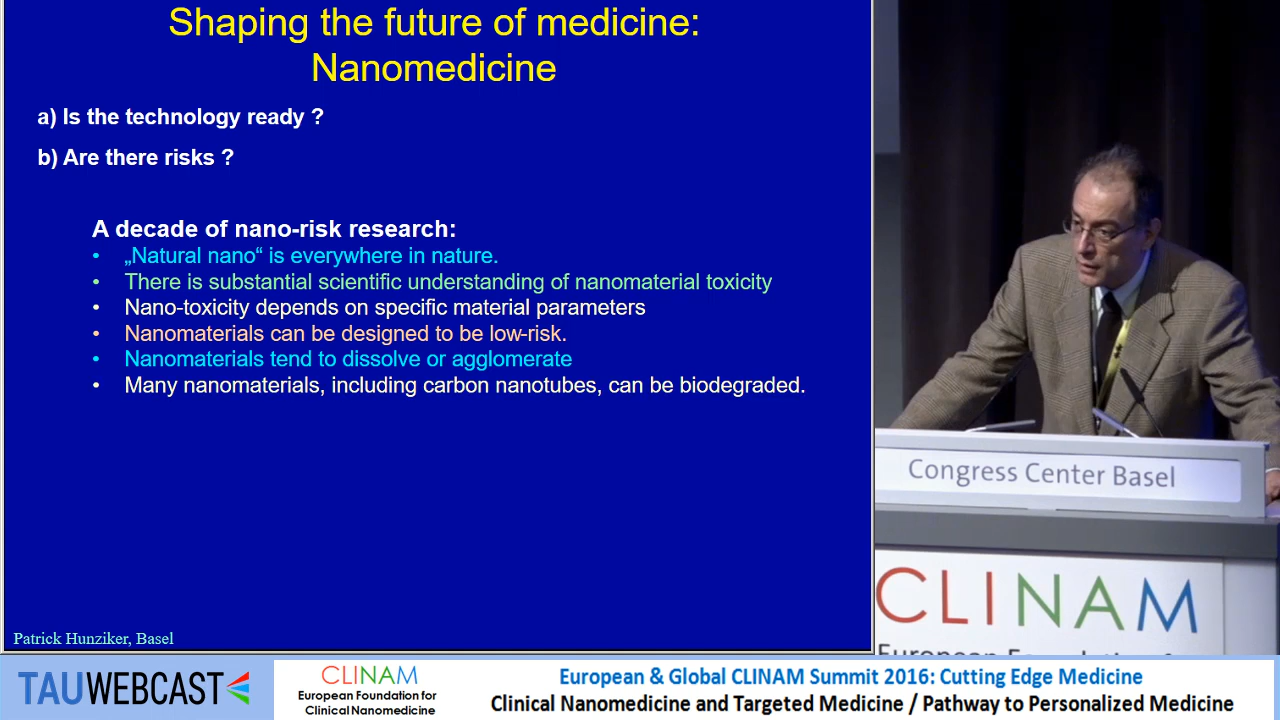 Shaping the future of medicine:
Nanomedicine
a) Is the technology ready ?
b) Are there risks ?
A decade of nano-risk research:
• „Natural nano“ is everywhere in nature.
• There is substantial scientific understanding of nanomaterial toxicity
• Nano-toxicity depends on specific material parameters
• Nanomaterials can be designed to be low-risk.
• Nanomaterials tend to dissolve or agglomerate
• Many nanomaterials, including carbon nanotubes, can be biodegraded.
Patrick Hunziker, Basel
Congress Center Basel
CLINAM
TAUWEBCAST
CLINAM
European Foundation for
Clinical Nanomedicine
European & Global CLINAM Summit 2016: Cutting Edge Medicine
Clinical Nanomedicine and Targeted Medicine / Pathway to Personalized Medicine